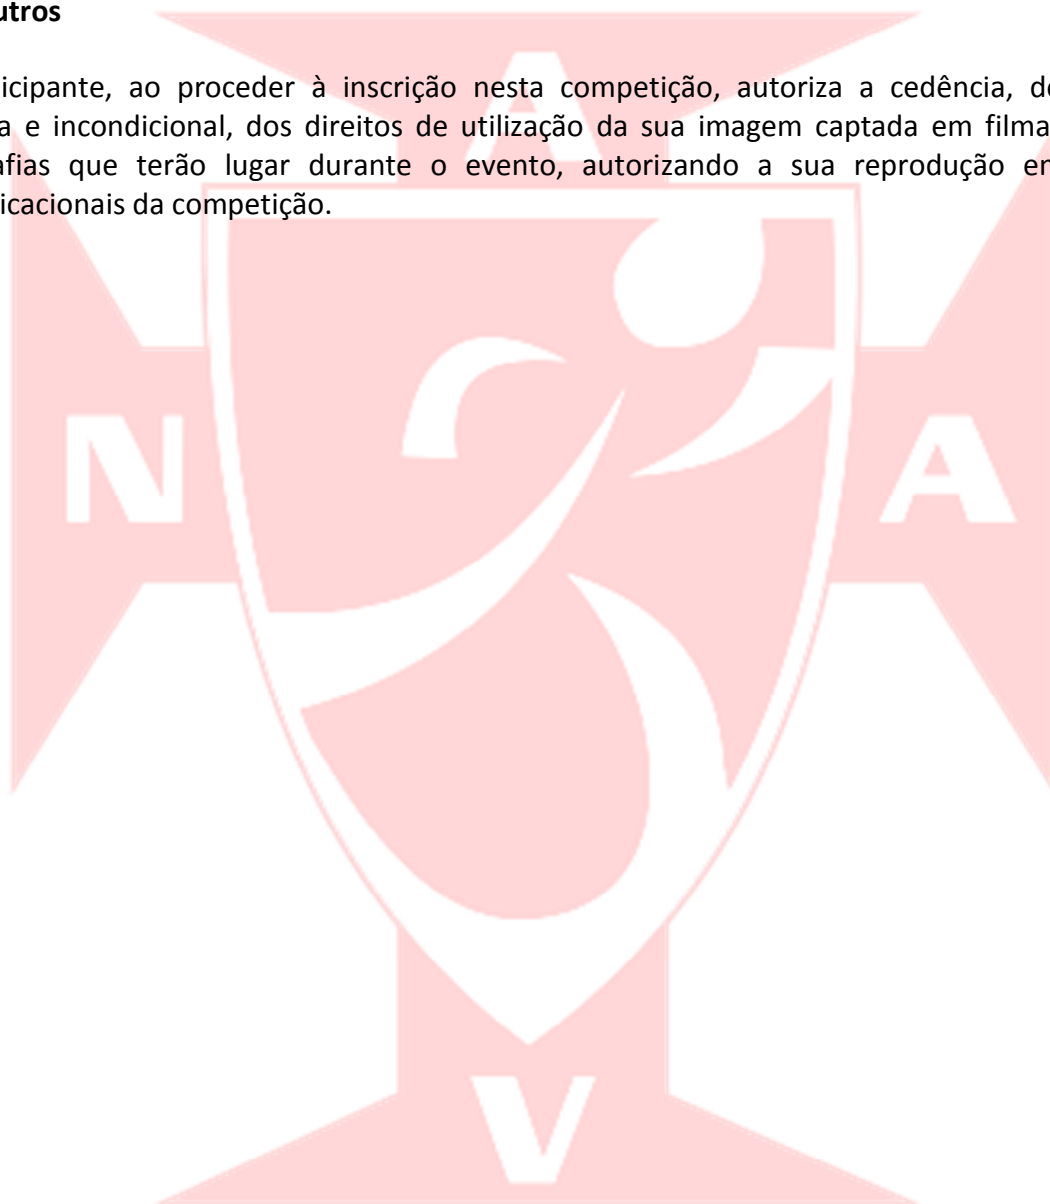 utros
icipante, ao proceder à inscrição nesta competição, autoriza a cedência, de
a e incondicional, dos direitos de utilização da sua imagem captada em filma
afias que terão lugar durante o evento, autorizando a sua reprodução en
icacionais da competição.
A
N A
V